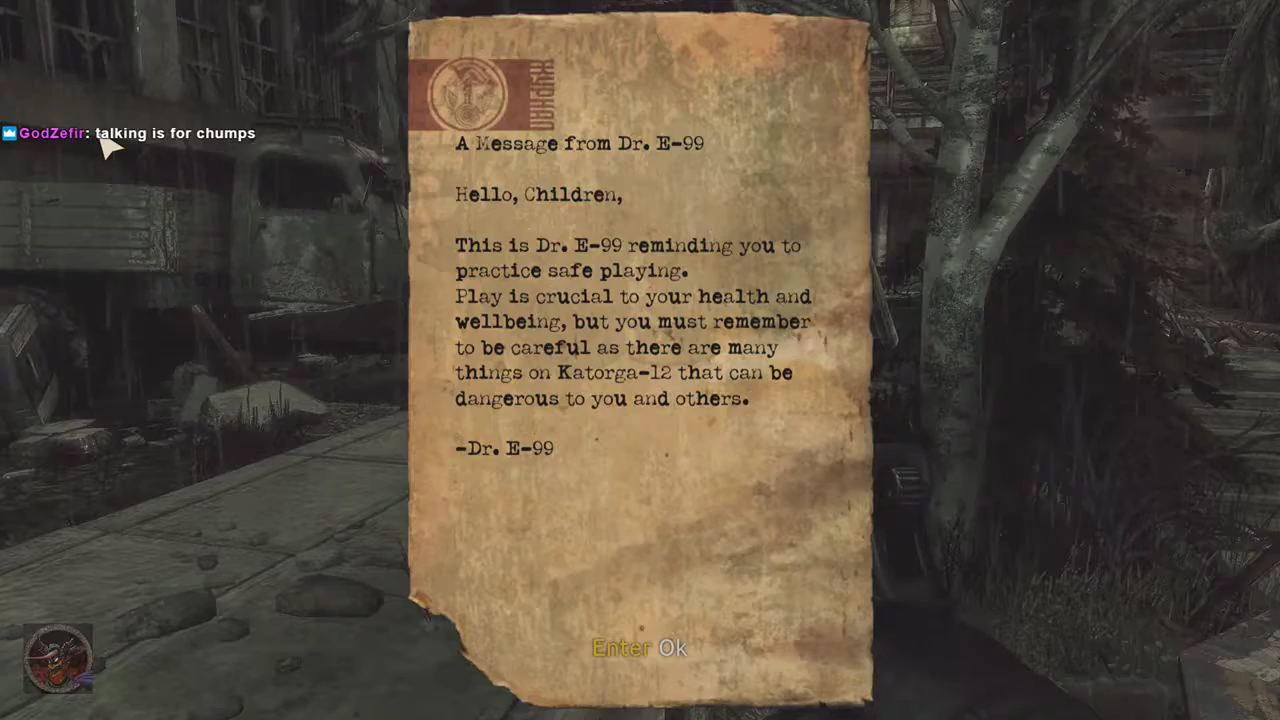 GodZefir: talking is for chumps
A Message from Dr. E-99
Hello, Children,
This is Dr. E-99 reminding you to
practice safe playing.
Play is crucial to your health and
wellbeing, but you must remember
to be careful as there are many
things on Katorga-12 that can be
dangerous to you and others.
-Dr. E-99
Enter Ok